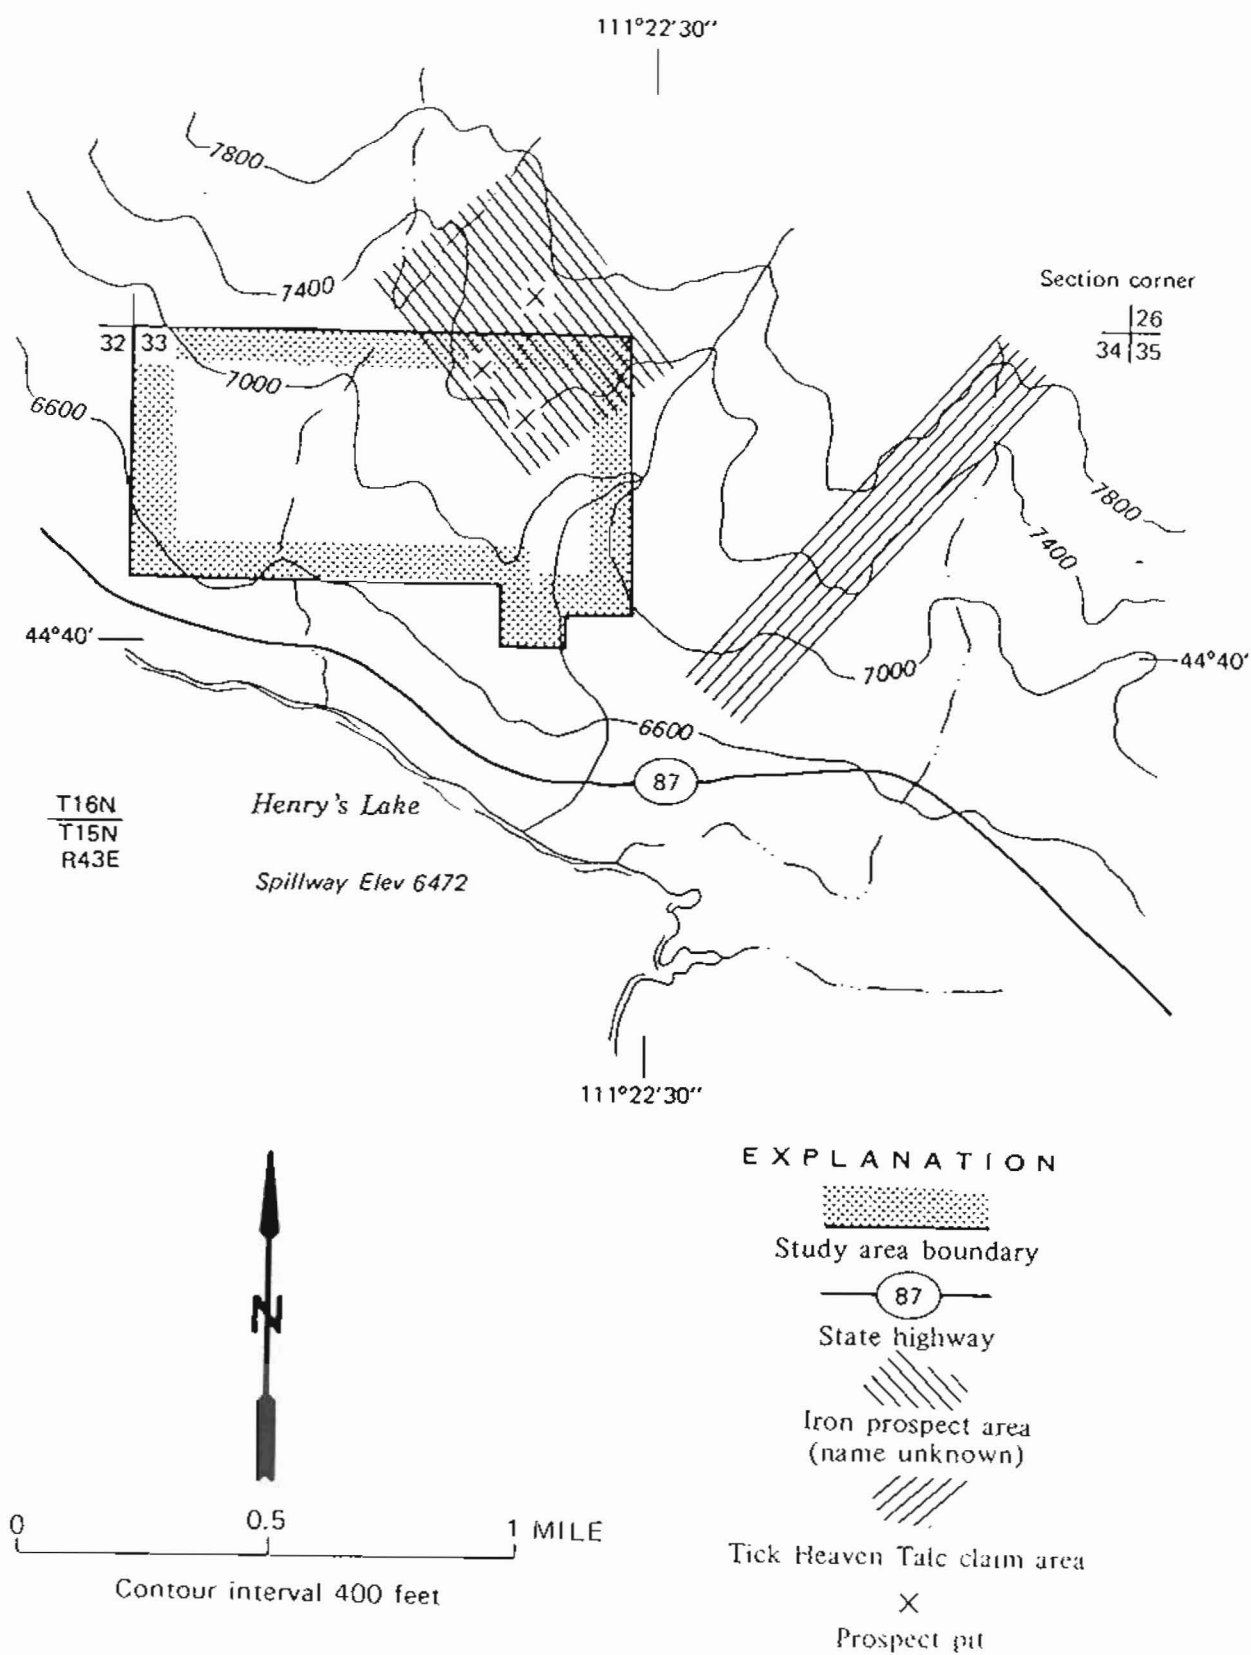 111°22'30"
7800
7400
Section corner
26
34 35
32 33
7000
6600
7800
7400
44°40'
7000
44°40'
6600
87
T16N
T15N
R43E
Henry's Lake
Spillway Elev 6472
111°22'30"
EXPLANATION
Study area boundary
87
State highway
N
Iron prospect area
(name unknown)
0 0.5 1 MILE
Tick Heaven Talc claim area
Contour interval 400 feet
Prospect pit